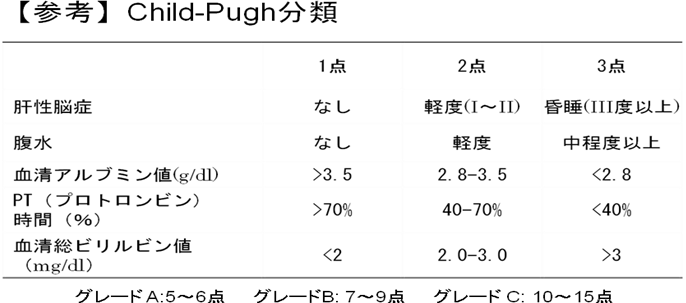 【参考】Child-Pugh分類
1点 2点 3点
肝性脳症 なし 軽度(I～II) 昏睡(III度以上)
腹水 なし 軽度 中程度以上
血清アルブミン値(g/dl) >3.5 2.8-3.5 <2.8
PT（プロトロンビン）
時間（%） >70% 40-70% <40%
血清総ビリルビン値
（mg/dl） <2 2.0-3.0 >3
グレードA:5～6点 グレードB: 7～9点 グレードC: 10～15点